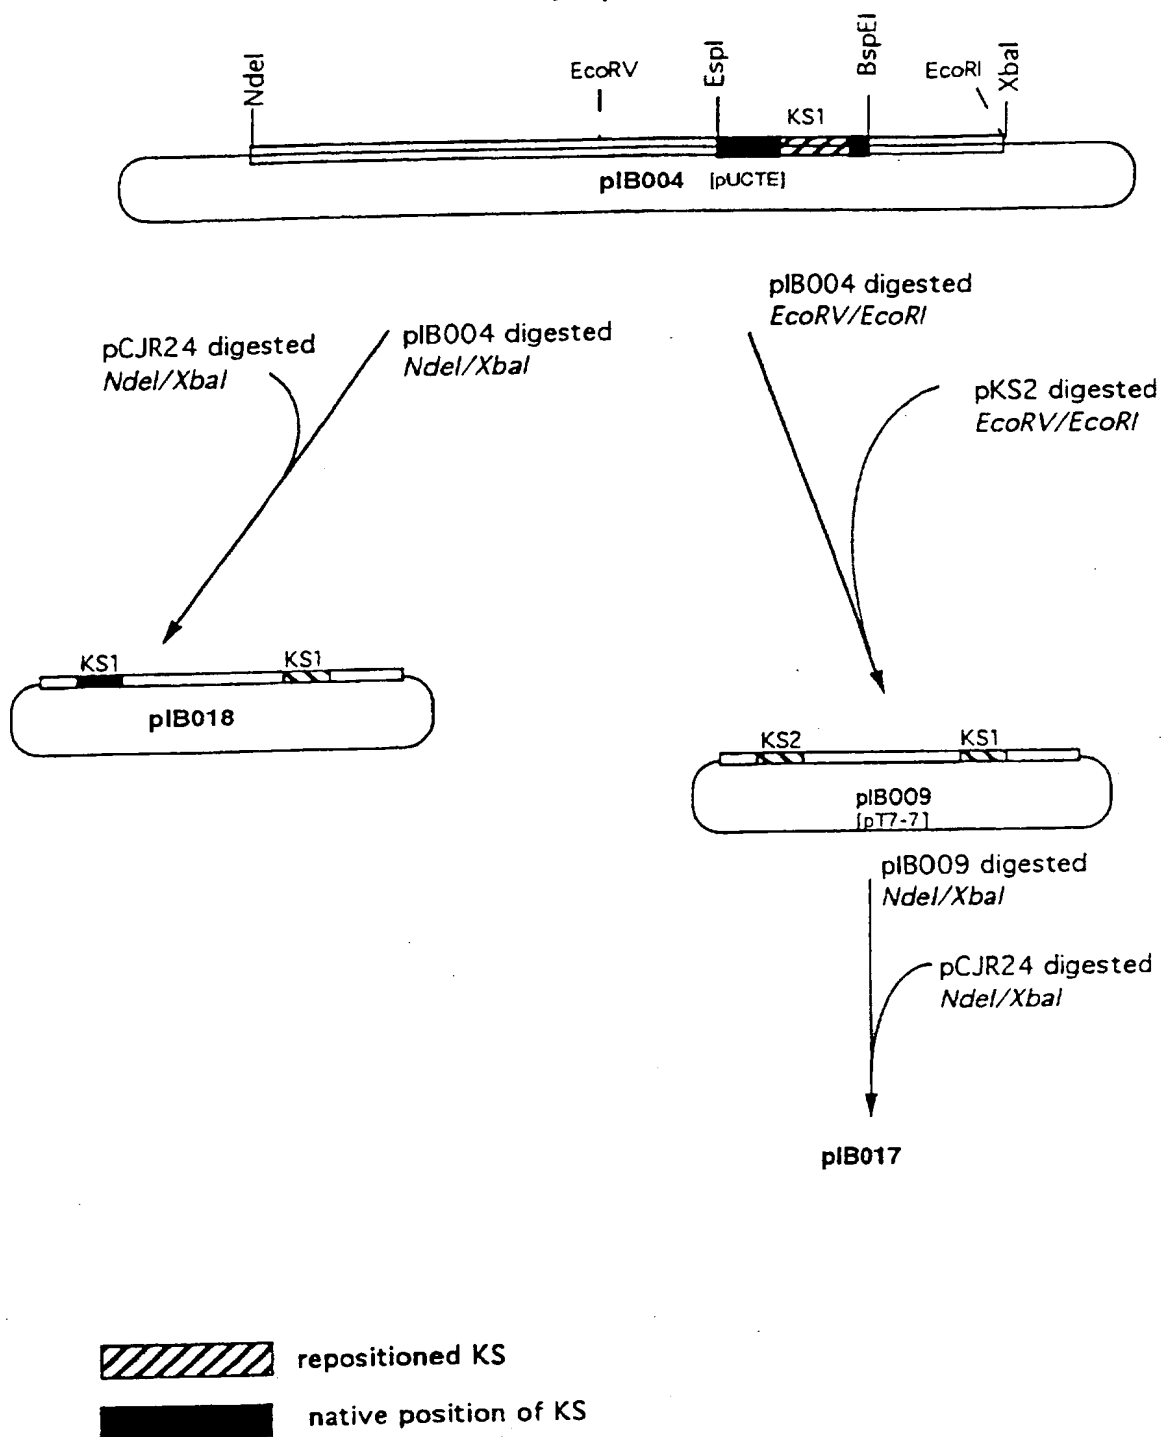 NdeI
EcoRV
EspI
KS1
BspEI
EcoRI
XbaI
pIB004 [pUCTE]
pCJR24 digested
NdeI/XbaI
pIB004 digested
NdeI/XbaI
pIB004 digested
EcoRV/EcoRI
pKS2 digested
EcoRV/EcoRI
KS1
KS1
pIB018
KS2
KS1
pIB009
[pT7-7]
pIB009 digested
NdeI/XbaI
pCJR24 digested
NdeI/XbaI
pIB017
repositioned KS
native position of KS